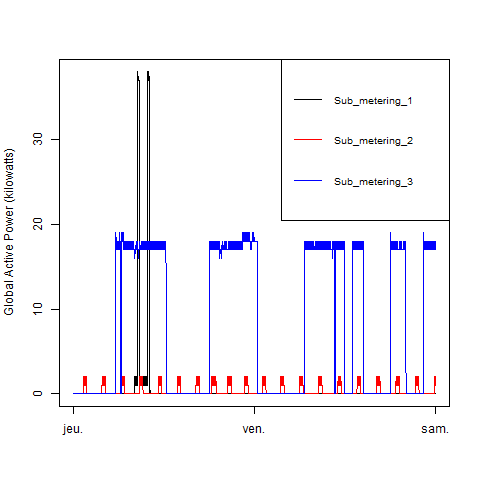 Global Active Power (kilowatts)
30
20
10
0
Sub_metering_1
Sub_metering_2
Sub_metering_3
jeu.
ven.
sam.